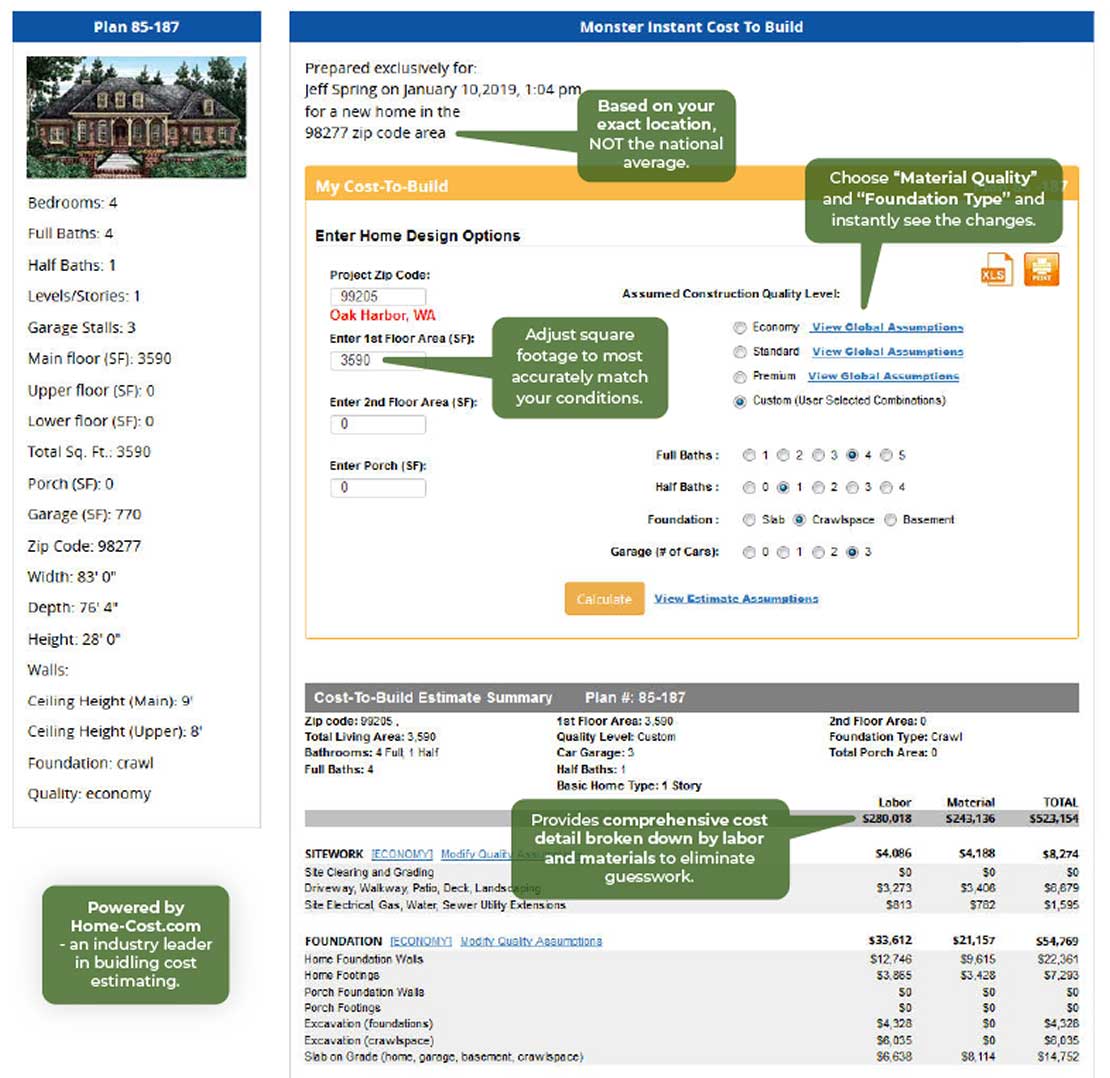 Plan 85-187
Bedrooms: 4
Full Baths: 4
Half Baths: 1
Levels/Stories: 1
Garage Stalls: 3
Main floor (SF): 3590
Upper floor (SF): 0
Lower floor (SF): 0
Total Sq. Ft.: 3590
Porch (SF): 0
Garage (SF): 770
Zip Code: 98277
Width: 83' 0"
Depth: 76' 4"
Height: 28' 0"
Walls:
Ceiling Height (Main): 9'
Ceiling Height (Upper): 8'
Foundation: crawl
Quality: economy
Powered by
Home-Cost.com
- an industry leader
in buidling cost
estimating.
Monster Instant Cost To Build
Prepared exclusively for:
Jeff Spring on January 10,2019, 1:04 pm
for a new home in the
98277 zip code area
Based on your
exact location,
NOT the national
average.
My Cost-To-Build
Choose "Material Quality"
and "Foundation Type" and
instantly see the changes.
Enter Home Design Options
XLS
PRINT
Project Zip Code:
99205
Oak Harbor, WA
Enter 1st Floor Area (SF):
3590
Adjust square
footage to most
accurately match
your conditions.
Enter 2nd Floor Area (SF):
0
Enter Porch (SF):
0
Assumed Construction Quality Level:
Economy View Global Assumptions
Standard View Global Assumptions
Premium View Global Assumptions
Custom (User Selected Combinations)
Full Baths : 1 2 3 4 5
Half Baths : 0 1 2 3 4
Foundation : Slab Crawlspace Basement
Garage (# of Cars): 0 1 2 3
Calculate View Estimate Assumptions
Cost-To-Build Estimate Summary Plan #: 85-187
Zip code: 99205 , 1st Floor Area: 3,590 2nd Floor Area: 0
Total Living Area: 3,590 Quality Level: Custom Foundation Type: Crawl
Bathrooms: 4 Full, 1 Half Car Garage: 3 Total Porch Area: 0
Full Baths: 4 Half Baths: 1
Basic Home Type: 1 Story
Labor Material TOTAL
$280,018 $243,136 $523,154
Provides comprehensive cost
detail broken down by labor
and materials to eliminate
guesswork.
SITEWORK [ECONOMY] Modify Quality $4,086 $4,188 $8,274
Site Clearing and Grading $0 $0 $0
Driveway, Walkway, Patio, Deck, Landscaping $3,273 $3,406 $6,679
Site Electrical, Gas, Water, Sewer Utility Extensions $813 $782 $1,595
FOUNDATION [ECONOMY] Modify Quality Assumptions $33,612 $21,157 $54,769
Home Foundation Walls $12,746 $9,615 $22,361
Home Footings $3,865 $3,428 $7,293
Porch Foundation Walls $0 $0 $0
Porch Footings $0 $0 $0
Excavation (foundations) $4,328 $0 $4,328
Excavation (crawlspace) $6,035 $0 $6,035
Slab on Grade (home, garage, basement, crawlspace) $6,638 $8,114 $14,752